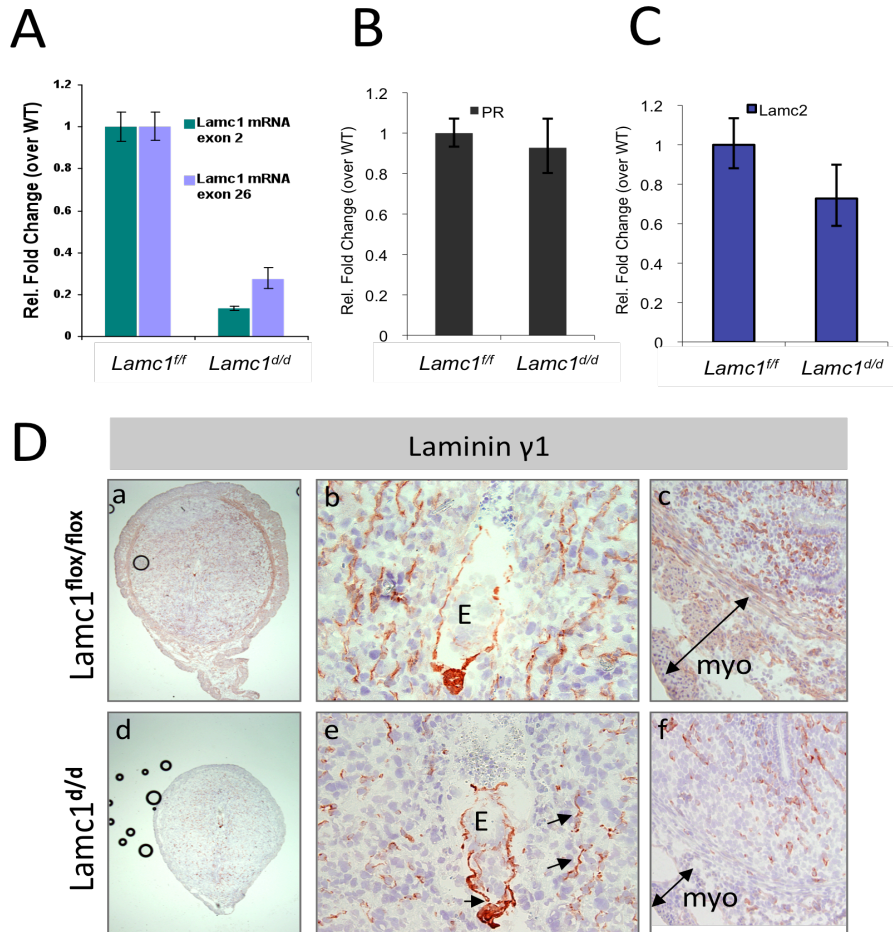 A
Rel. Fold Change (over WT)
1.2
1
0.8
0.6
0.4
0.2
0
Lamc1 mRNA
exon 2
Lamc1 mRNA
exon 26
Lamc1f/f
Lamc1d/d
B
Rel. Fold Change (over WT)
1.2
1
0.8
0.6
0.4
0.2
0
PR
Lamc1f/f
Lamc1d/d
C
Rel. Fold Change (over WT)
1.2
1
0.8
0.6
0.4
0.2
0
Lamc2
Lamc1f/f
Lamc1d/d
D
Laminin γ1
Lamc1flox/flox
a
b
E
c
myo
Lamc1d/d
d
e
E
f
myo